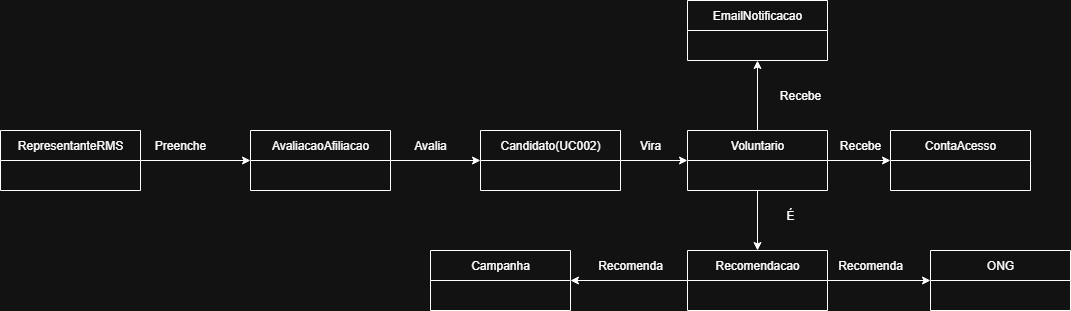 EmailNotificacao
Recebe
RepresentanteRMS
Preenche
AvaliacaoAfiliacao
Avalia
Candidato(UC002)
Vira
Voluntario
Recebe
ContaAcesso
É
Campanha
Recomenda
Recomendacao
Recomenda
ONG